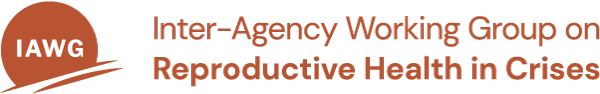 IAWG
Inter-Agency Working Group on
Reproductive Health in Crises